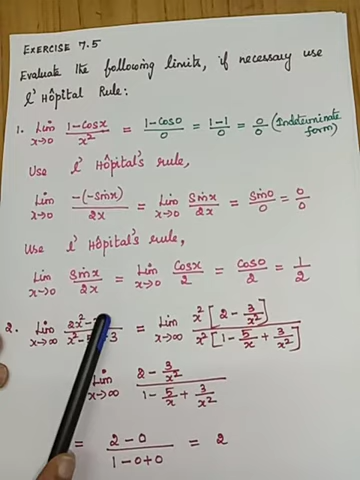 EXERCISE 7.5
Evaluate the following limits, if necessary use
l' Hôpital Rule:
1. Lim x→0 (1-cosx)/x² = (1-cos0)/0 = (1-1)/0 = 0/0 (Indeterminate form)
Use l' Hôpital's rule,
Lim x→0 -(-sinx)/2x = Lim x→0 sinx/2x = sin0/0 = 0/0
Use l' Hôpital's rule,
Lim x→0 sinx/2x = Lim x→0 cosx/2 = cos0/2 = 1/2
2. Lim x→∞ (2x²-)/(x²-5 3) = Lim x→∞ x²[2 - 3/x²]/x²[1 - 5/x + 3/x²]
Lim x→∞ (2 - 3/x²)/(1 - 5/x + 3/x²)
= (2-0)/(1-0+0) = 2